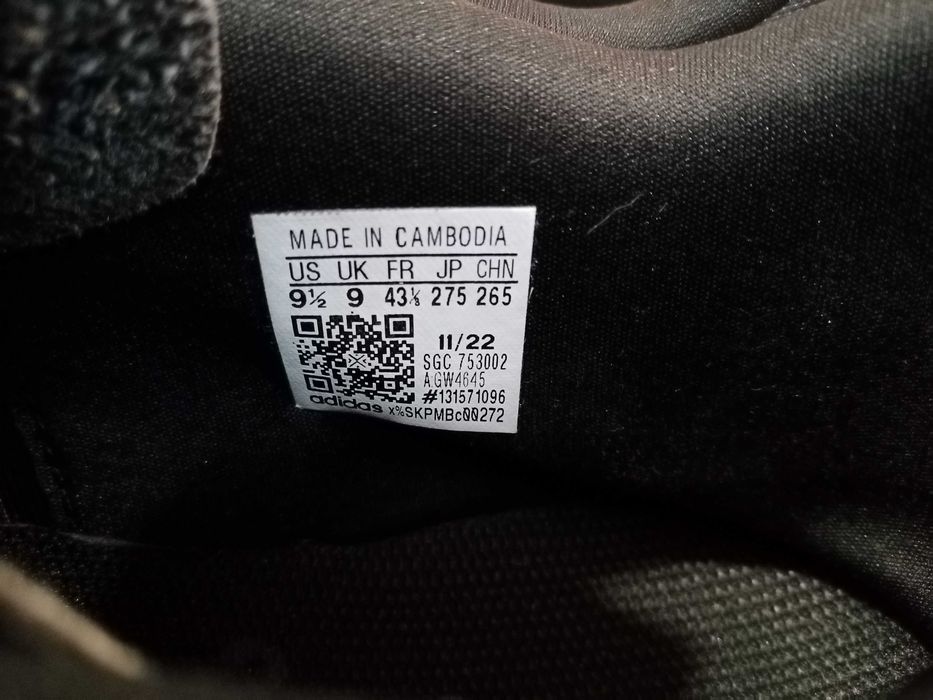 MADE IN CAMBODIA
US UK FR JP CHN
9½ 9 43⅓ 275 265
11/22
SGC 753002
AGW4645
#131571096
adidas x%SKPMBc00272